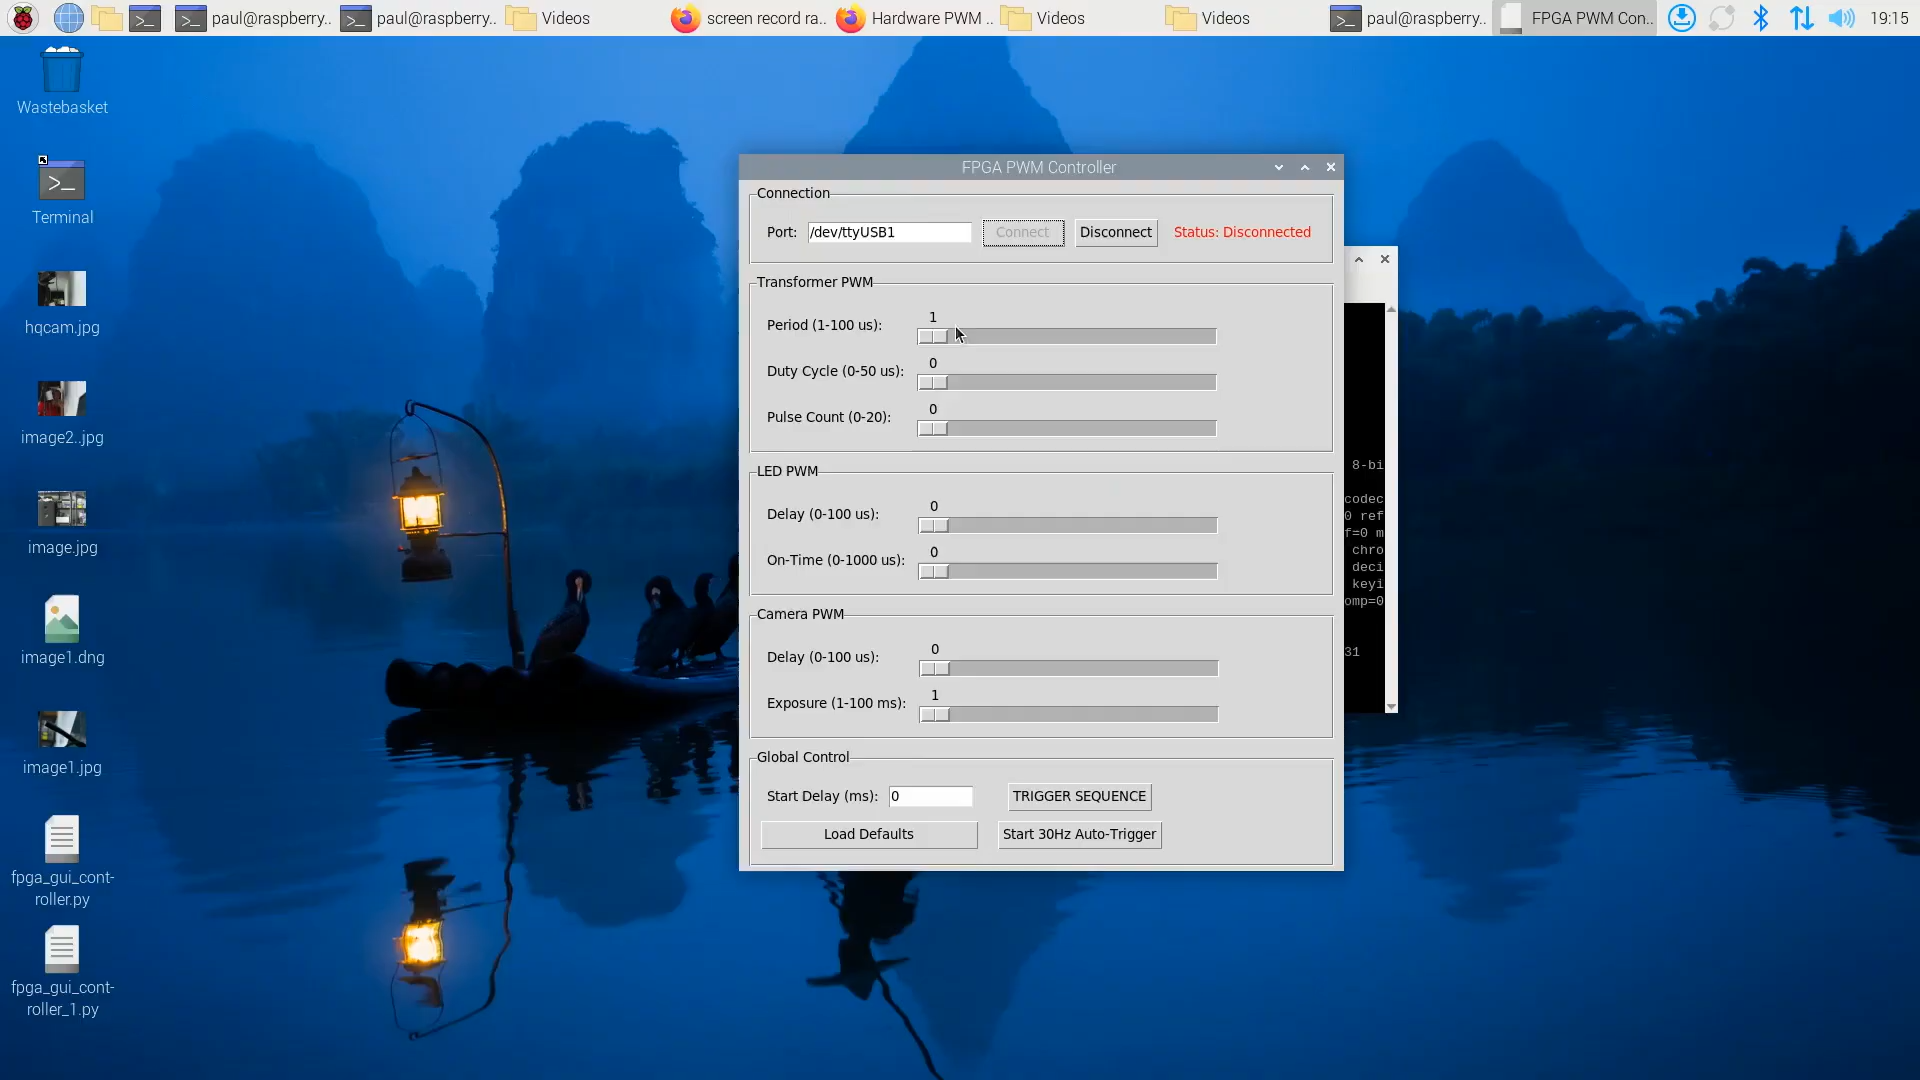 paul@raspberry..
paul@raspberry..
Videos
screen record ra..
Hardware PWM ..
Videos
Videos
paul@raspberry..
FPGA PWM Con..
19:15
Wastebasket
Terminal
hqcam.jpg
image2..jpg
image.jpg
image1.dng
image1.jpg
fpga_gui_cont-
roller.py
fpga_gui_cont-
roller_1.py
FPGA PWM Controller
Connection
Port:
/dev/ttyUSB1
Connect
Disconnect
Status: Disconnected
Transformer PWM
1
Period (1-100 us):
0
Duty Cycle (0-50 us):
0
Pulse Count (0-20):
LED PWM
0
Delay (0-100 us):
0
On-Time (0-1000 us):
Camera PWM
0
Delay (0-100 us):
1
Exposure (1-100 ms):
Global Control
Start Delay (ms):
0
TRIGGER SEQUENCE
Load Defaults
Start 30Hz Auto-Trigger
8-bi
codec
0 ref
f=0 m
chro
deci
keyi
omp=0
31